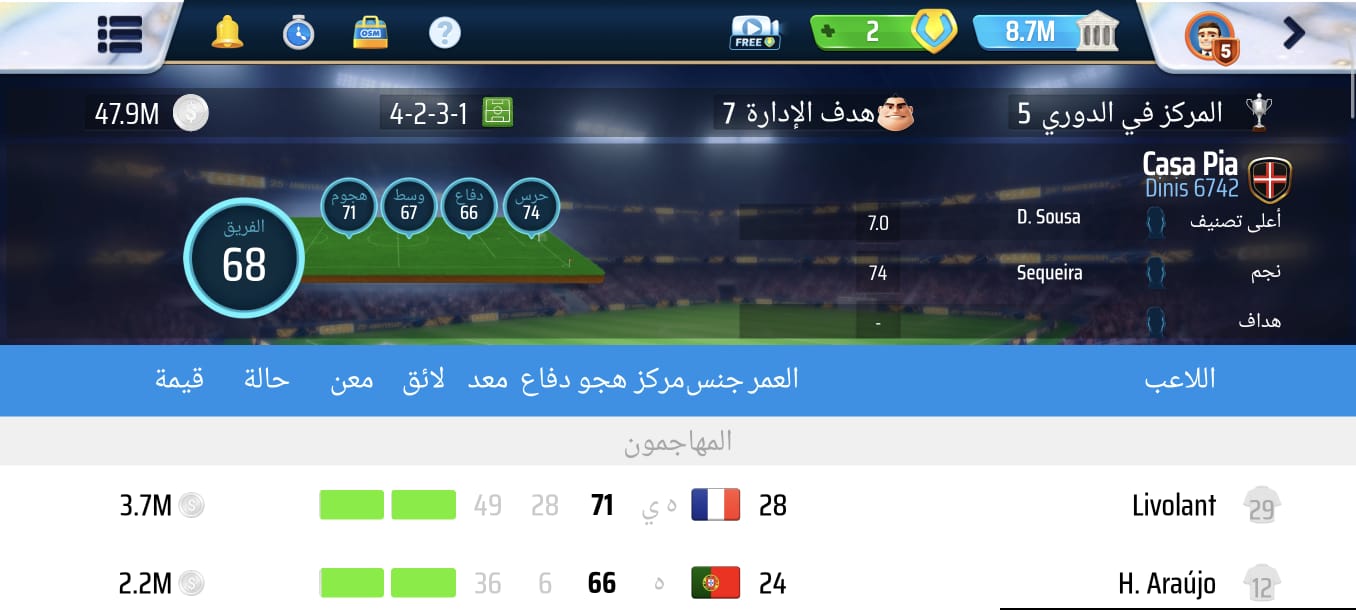 5 8.7M 2 FREE OSM ?
المركز في الدوري 5 هدف الإدارة 7 4-2-3-1 47.9M
Casa Pia
Dinis 6742
حرس 74 دفاع 66 وسط 67 هجوم 71
الفريق 68
أعلى تصنيف D. Sousa 7.0
نجم Sequeira 74
هداف -
اللاعب العمر جنس مركز هجو دفاع معد لائق معن حالة قيمة
المهاجمون
29 Livolant 28 ه ي 71 28 49 3.7M
12 H. Araújo 24 ه 66 6 36 2.2M